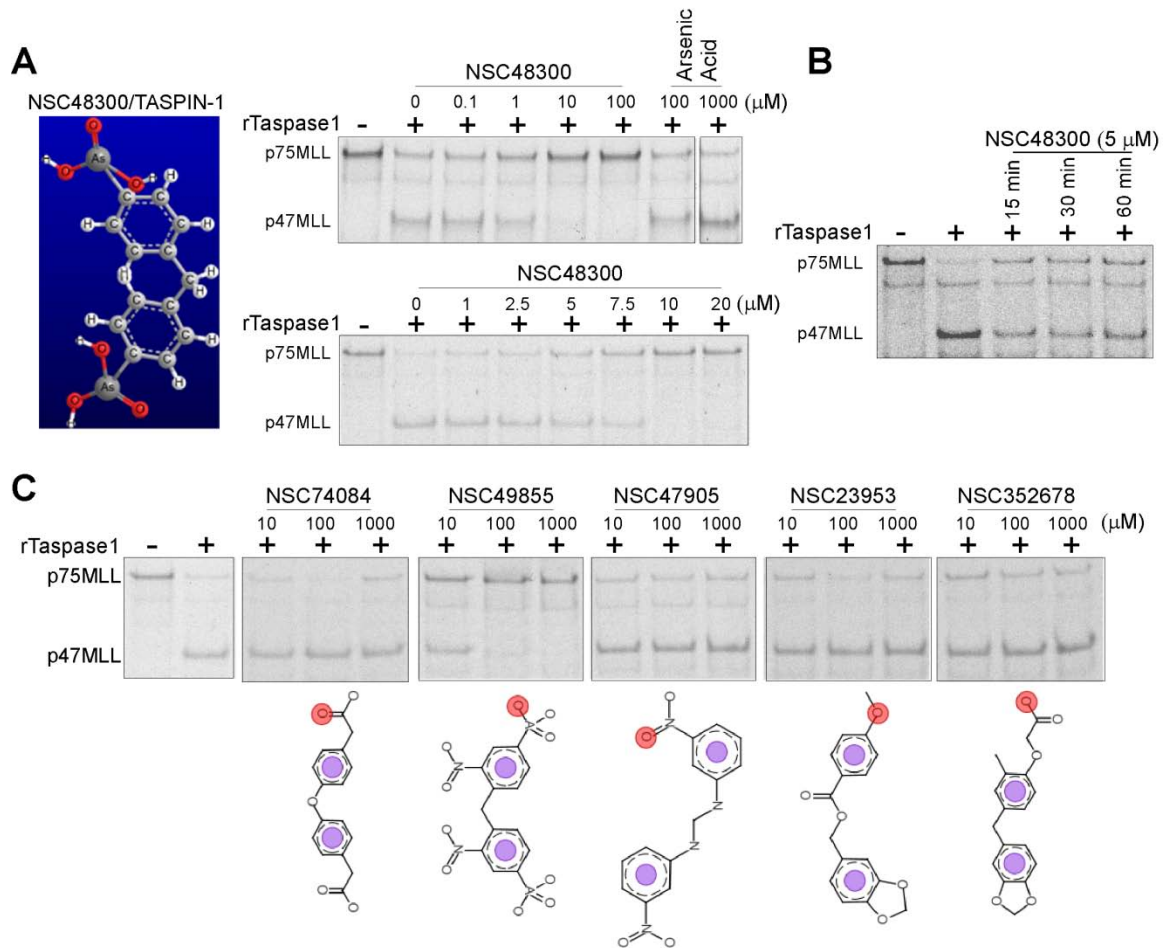 A
NSC48300/TASPIN-1
NSC48300
Arsenic Acid
0 0.1 1 10 100 100 1000 (μM)
rTaspase1 - + + + + + + +
p75MLL
p47MLL
NSC48300
0 1 2.5 5 7.5 10 20 (μM)
rTaspase1 - + + + + + + +
p75MLL
p47MLL
B
NSC48300 (5 μM)
15 min 30 min 60 min
rTaspase1 - + + + +
p75MLL
p47MLL
C
NSC74084 NSC49855 NSC47905 NSC23953 NSC352678
10 100 1000 10 100 1000 10 100 1000 10 100 1000 10 100 1000 (μM)
rTaspase1 - + + + + + + + + + + + + + + + +
p75MLL
p47MLL